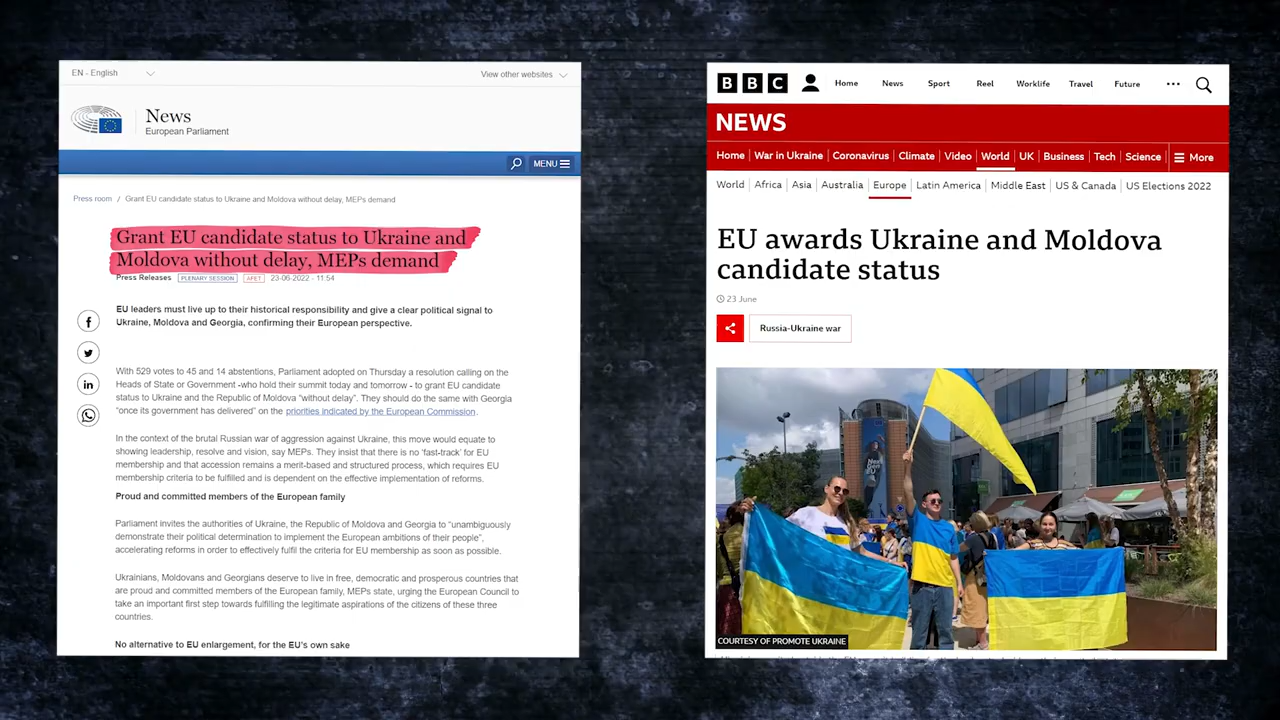 EN - English
View other websites
News
European Parliament
MENU
Press room / Grant EU candidate status to Ukraine and Moldova without delay, MEPs demand
Grant EU candidate status to Ukraine and
Moldova without delay, MEPs demand
Press Releases PLENARY SESSION AFET 23-06-2022 - 11:54
EU leaders must live up to their historical responsibility and give a clear political signal to
Ukraine, Moldova and Georgia, confirming their European perspective.
With 529 votes to 45 and 14 abstentions, Parliament adopted on Thursday a resolution calling on the
Heads of State or Government -who hold their summit today and tomorrow - to grant EU candidate
status to Ukraine and the Republic of Moldova "without delay". They should do the same with Georgia
"once its government has delivered" on the priorities indicated by the European Commission.
In the context of the brutal Russian war of aggression against Ukraine, this move would equate to
showing leadership, resolve and vision, say MEPs. They insist that there is no 'fast-track' for EU
membership and that accession remains a merit-based and structured process, which requires EU
membership criteria to be fulfilled and is dependent on the effective implementation of reforms.
Proud and committed members of the European family
Parliament invites the authorities of Ukraine, the Republic of Moldova and Georgia to "unambiguously
demonstrate their political determination to implement the European ambitions of their people",
accelerating reforms in order to effectively fulfil the criteria for EU membership as soon as possible.
Ukrainians, Moldovans and Georgians deserve to live in free, democratic and prosperous countries that
are proud and committed members of the European family, MEPs state, urging the European Council to
take an important first step towards fulfilling the legitimate aspirations of the citizens of these three
countries.
No alternative to EU enlargement, for the EU's own sake
BBC Home News Sport Reel Worklife Travel Future
NEWS
Home War in Ukraine Coronavirus Climate Video World UK Business Tech Science More
World Africa Asia Australia Europe Latin America Middle East US & Canada US Elections 2022
EU awards Ukraine and Moldova
candidate status
23 June
Russia-Ukraine war
Next
Gen
EU
COURTESY OF PROMOTE UKRAINE